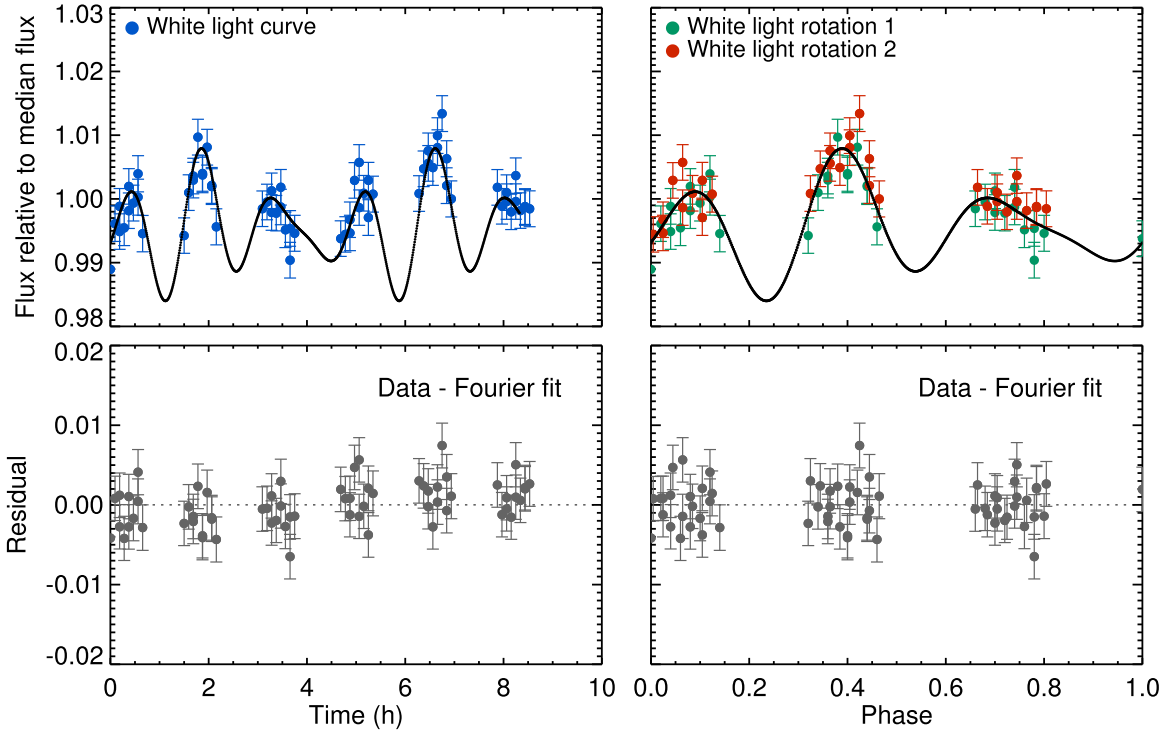 White light curve
Flux relative to median flux
1.03
1.02
1.01
1.00
0.99
0.98
White light rotation 1
White light rotation 2
Data - Fourier fit
Residual
0.02
0.01
0.00
-0.01
-0.02
0 2 4 6 8 10
Time (h)
Data - Fourier fit
0.0 0.2 0.4 0.6 0.8 1.0
Phase